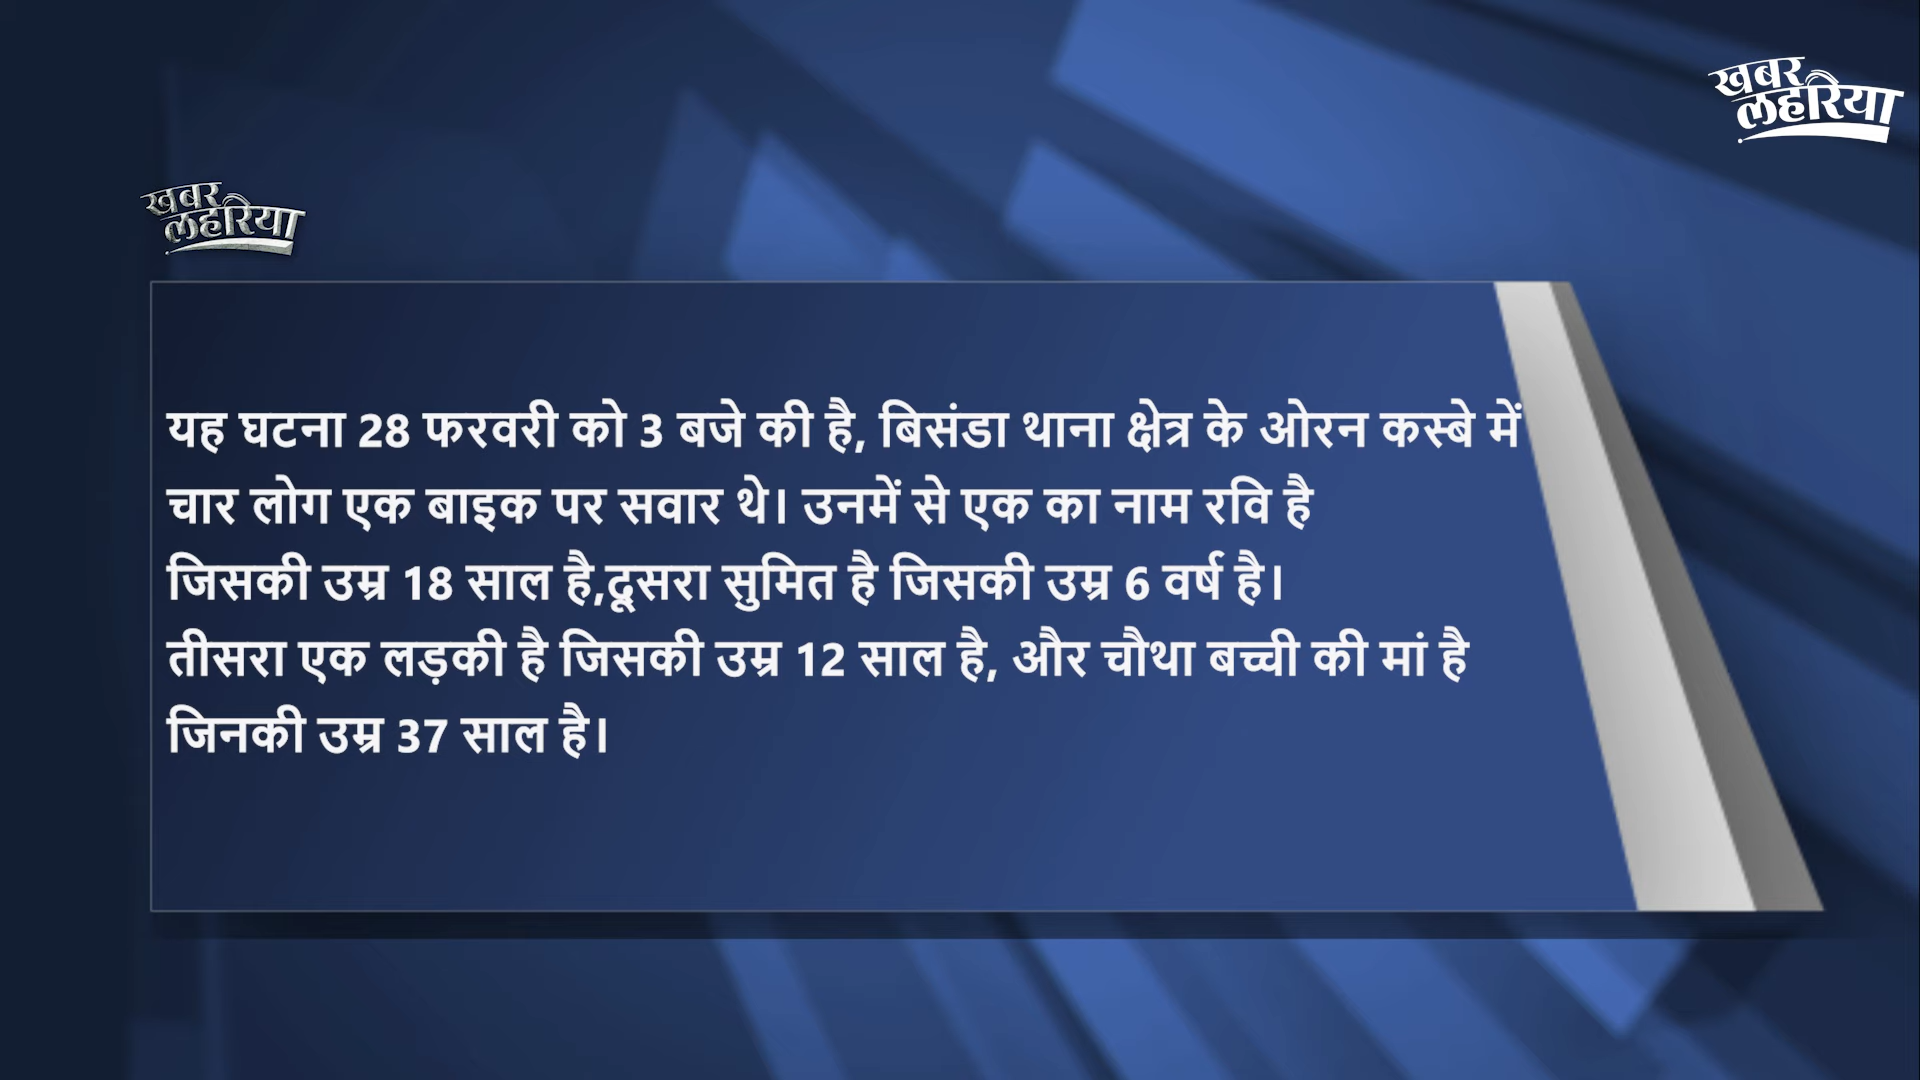 खबर
लहरिया
खबर
लहरिया
यह घटना 28 फरवरी को 3 बजे की है, बिसंडा थाना क्षेत्र के ओरन कस्बे में
चार लोग एक बाइक पर सवार थे। उनमें से एक का नाम रवि है
जिसकी उम्र 18 साल है,दूसरा सुमित है जिसकी उम्र 6 वर्ष है।
तीसरा एक लड़की है जिसकी उम्र 12 साल है, और चौथा बच्ची की मां है
जिनकी उम्र 37 साल है।